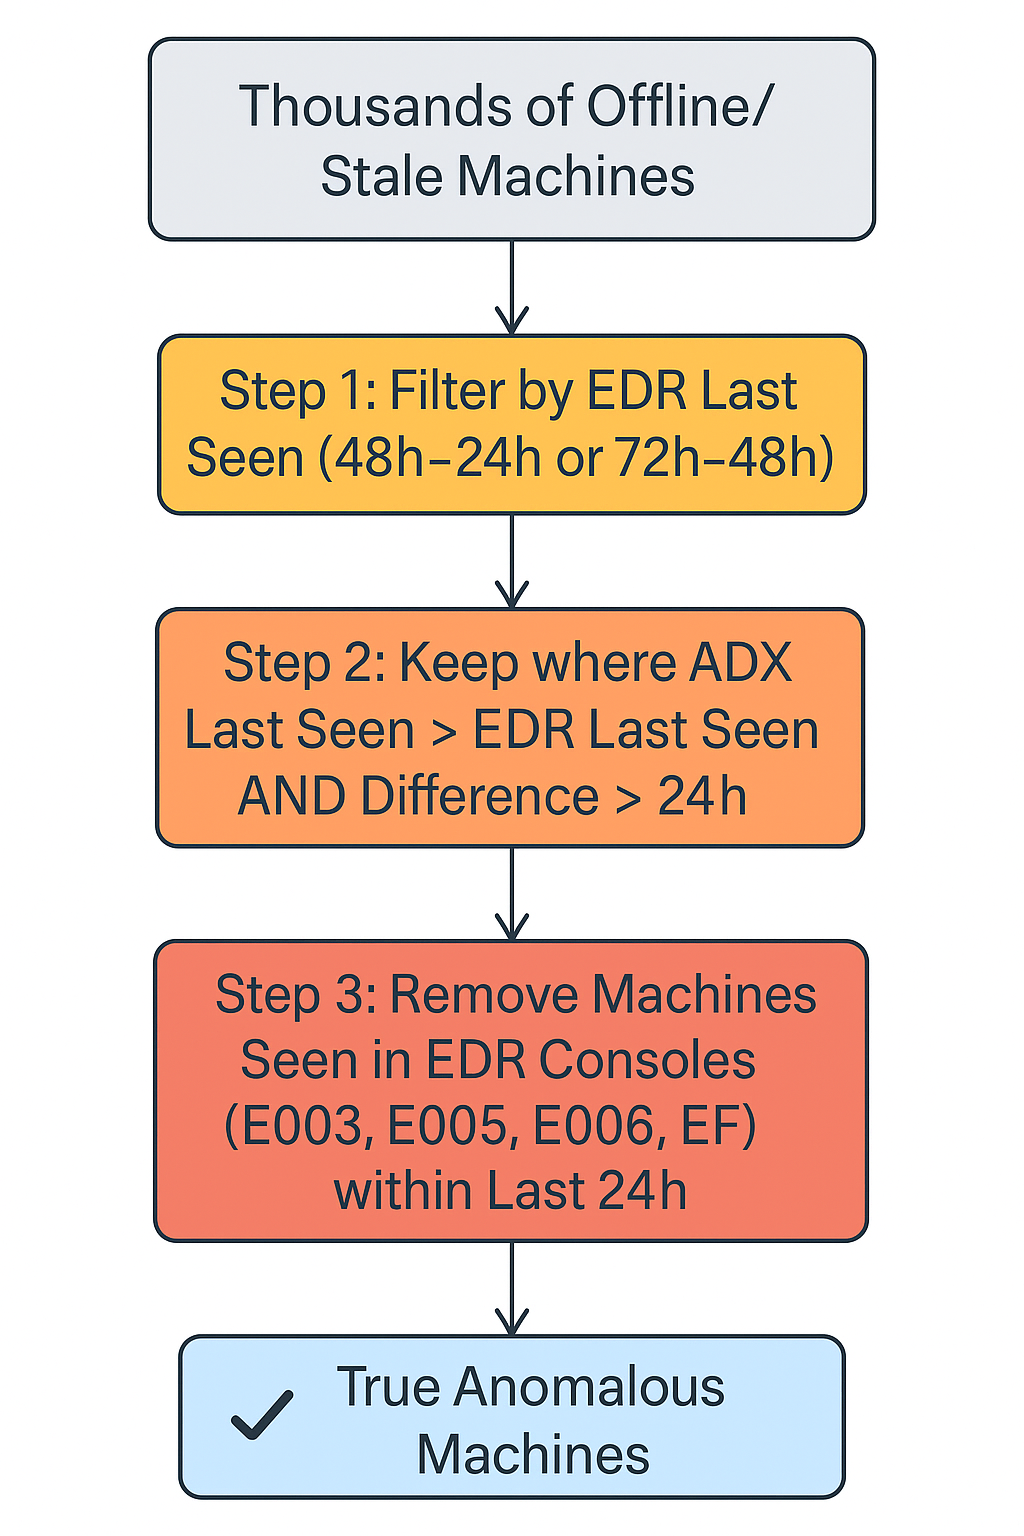 Thousands of Offline/
Stale Machines
Step 1: Filter by EDR Last
Seen (48h–24h or 72h–48h)
Step 2: Keep where ADX
Last Seen > EDR Last Seen
AND Difference > 24h
Step 3: Remove Machines
Seen in EDR Consoles
(E003, E005, E006, EF)
within Last 24h
True Anomalous
Machines